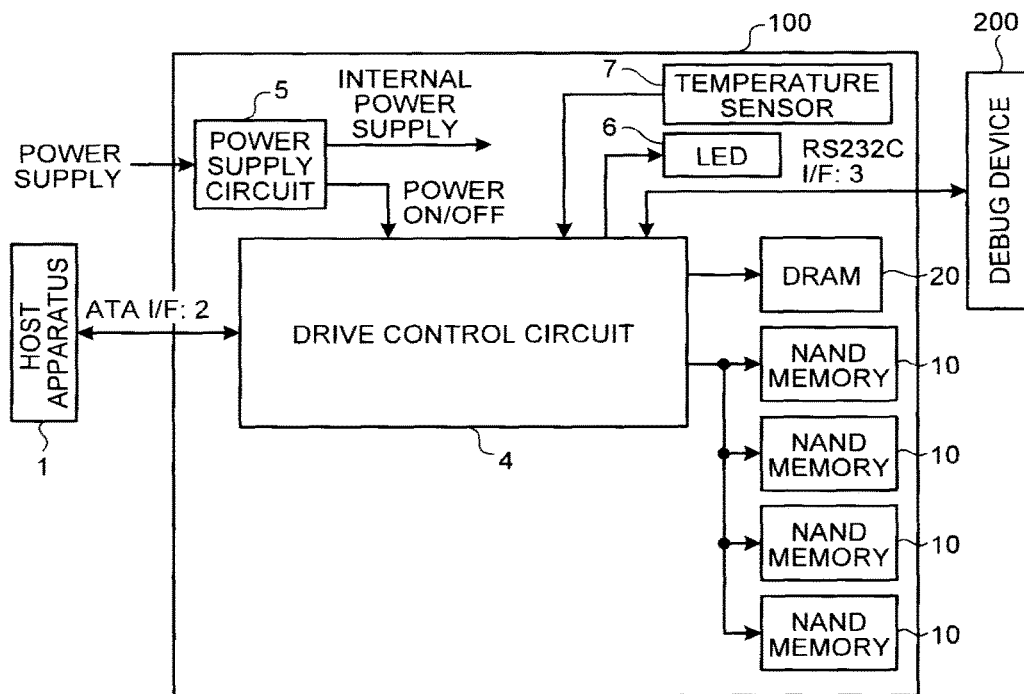 100
200
7
TEMPERATURE
SENSOR
5
INTERNAL
POWER
SUPPLY
6
LED
RS232C
I/F: 3
POWER
SUPPLY
POWER
SUPPLY
CIRCUIT
POWER
ON/OFF
DEBUG DEVICE
HOST
APPARATUS
ATA I/F: 2
DRIVE CONTROL CIRCUIT
DRAM
20
NAND
MEMORY
10
1
4
NAND
MEMORY
10
NAND
MEMORY
10
NAND
MEMORY
10